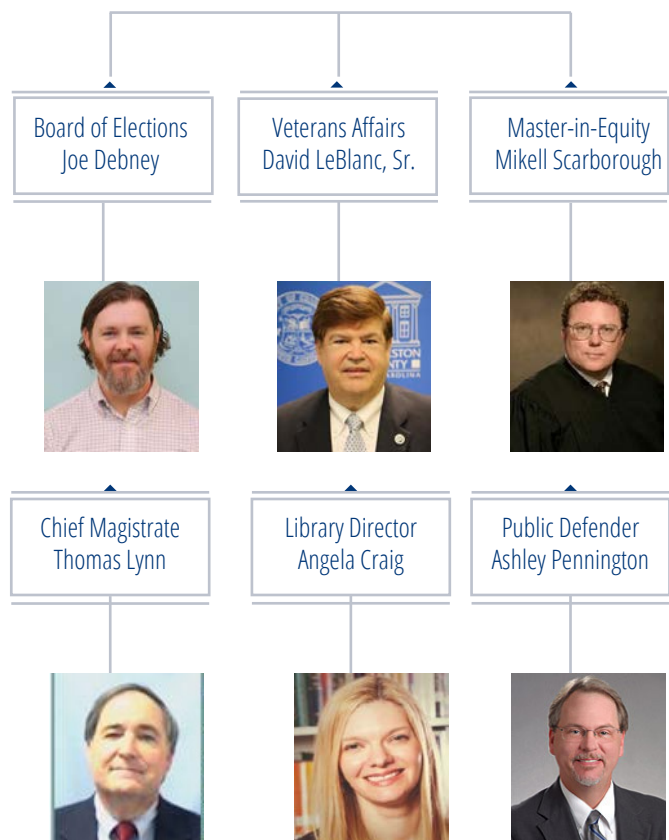 Board of Elections
Joe Debney
Veterans Affairs
David LeBlanc, Sr.
Master-in-Equity
Mikell Scarborough
Chief Magistrate
Thomas Lynn
Library Director
Angela Craig
Public Defender
Ashley Pennington